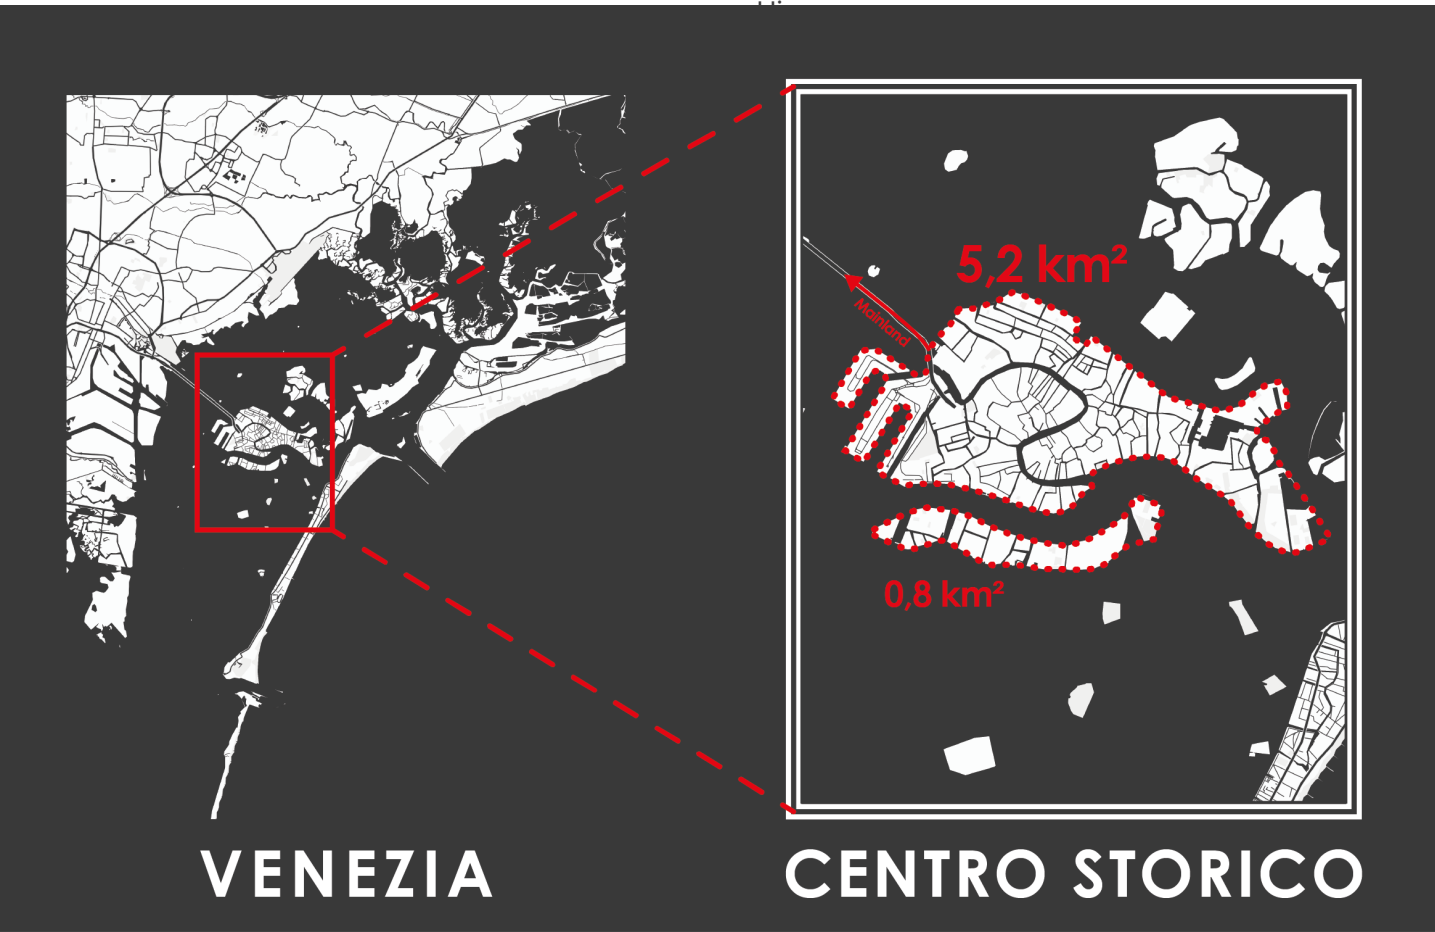 5,2 km²
Mainland
0,8 km²
VENEZIA
CENTRO STORICO